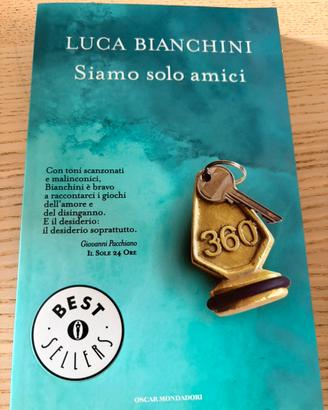 LUCA BIANCHINI
Siamo solo amici
Con toni scanzonati
e malinconici,
Bianchini è bravo
a raccontarci i giochi
dell'amore e
del disinganno.
E il desiderio:
il desiderio soprattutto.
Giovanni Pacchiano
IL SOLE 24 ORE
360
BEST
SELLERS
OSCAR MONDADORI